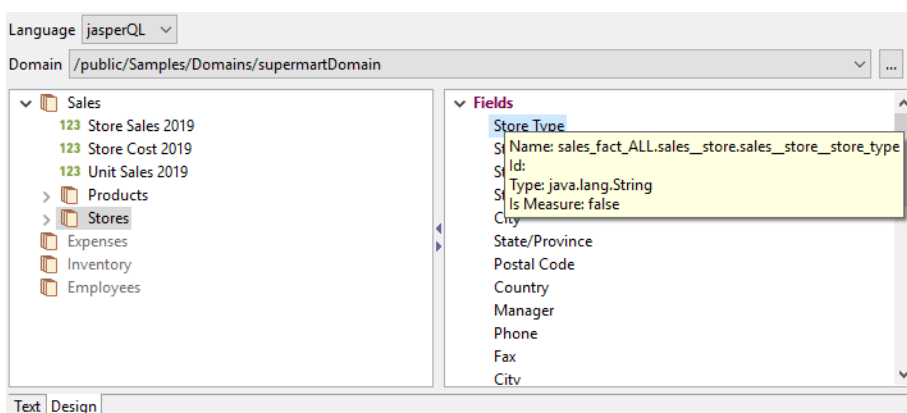 Language jasperQL
Domain /public/Samples/Domains/supermartDomain ...
Sales
123 Store Sales 2019
123 Store Cost 2019
123 Unit Sales 2019
Products
Stores
Expenses
Inventory
Employees
Fields
Store Type
Name: sales_fact_ALL.sales__store.sales__store__store_type
Id:
Type: java.lang.String
Is Measure: false
City
State/Province
Postal Code
Country
Manager
Phone
Fax
City
Text Design